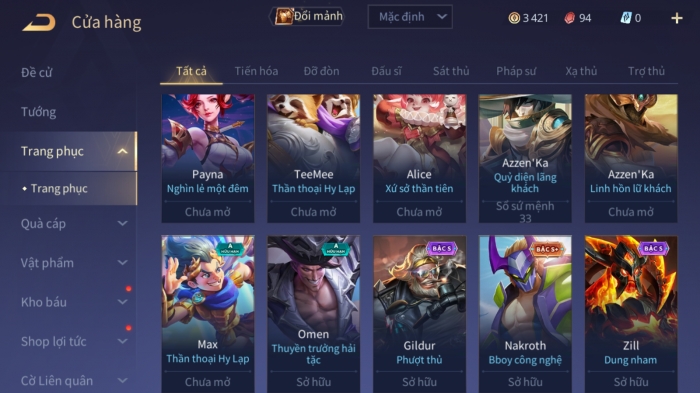 Cửa hàng
Đổi mảnh
Mặc định
3 421
94
0
Đề cử
Tướng
Trang phục
Trang phục
Quà cáp
Vật phẩm
Kho báu
Shop lợi tức
Cờ Liên quân
Tất cả
Tiến hóa
Đỡ đòn
Đấu sĩ
Sát thủ
Pháp sư
Xạ thủ
Trợ thủ
Payna
Nghìn lẻ một đêm
Chưa mở
TeeMee
Thần thoại Hy Lạp
Chưa mở
Alice
Xứ sở thần tiên
Chưa mở
Azzen'Ka
Quỷ diện lãng
khách
Số sứ mệnh
33
Azzen'Ka
Linh hồn lữ khách
Chưa mở
A
HỮU HẠN
Max
Thần thoại Hy Lạp
Chưa mở
A
HỮU HẠN
Omen
Thuyền trưởng hải
tặc
Sở hữu
BẬC S
Gildur
Phượt thủ
Sở hữu
BẬC S+
Nakroth
Bboy công nghệ
Sở hữu
BẬC S
Zill
Dung nham
Sở hữu